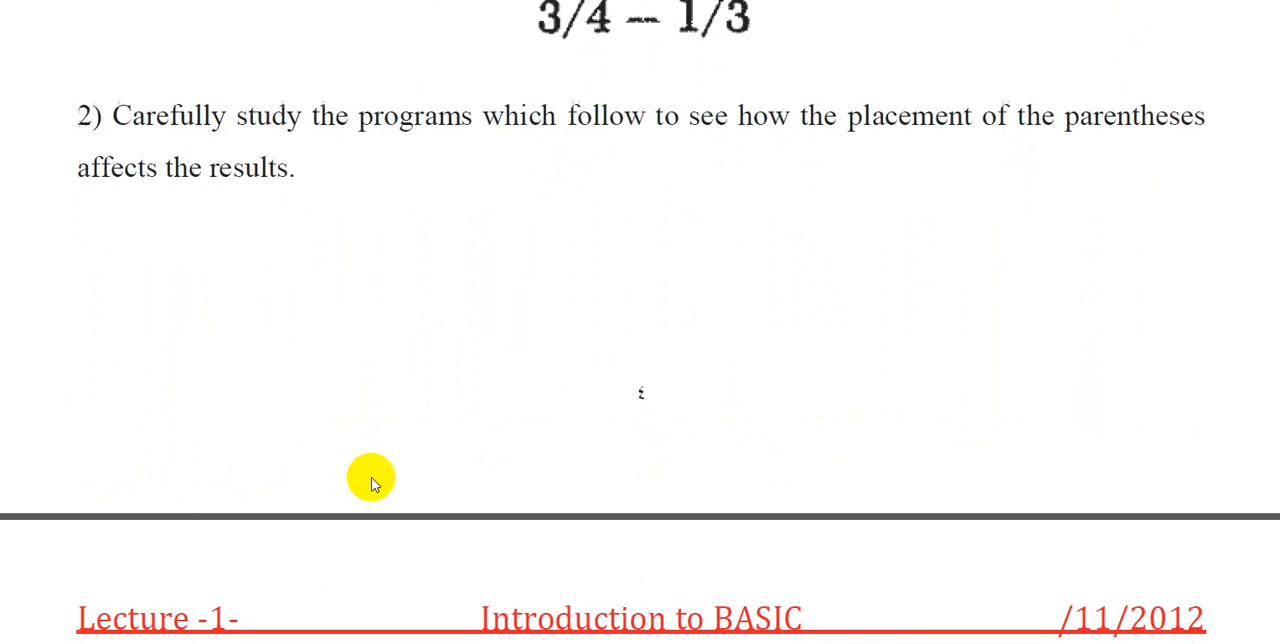 3/4 — 1/3
2) Carefully study the programs which follow to see how the placement of the parentheses
affects the results.
٤
Lecture -1- Introduction to BASIC /11/2012